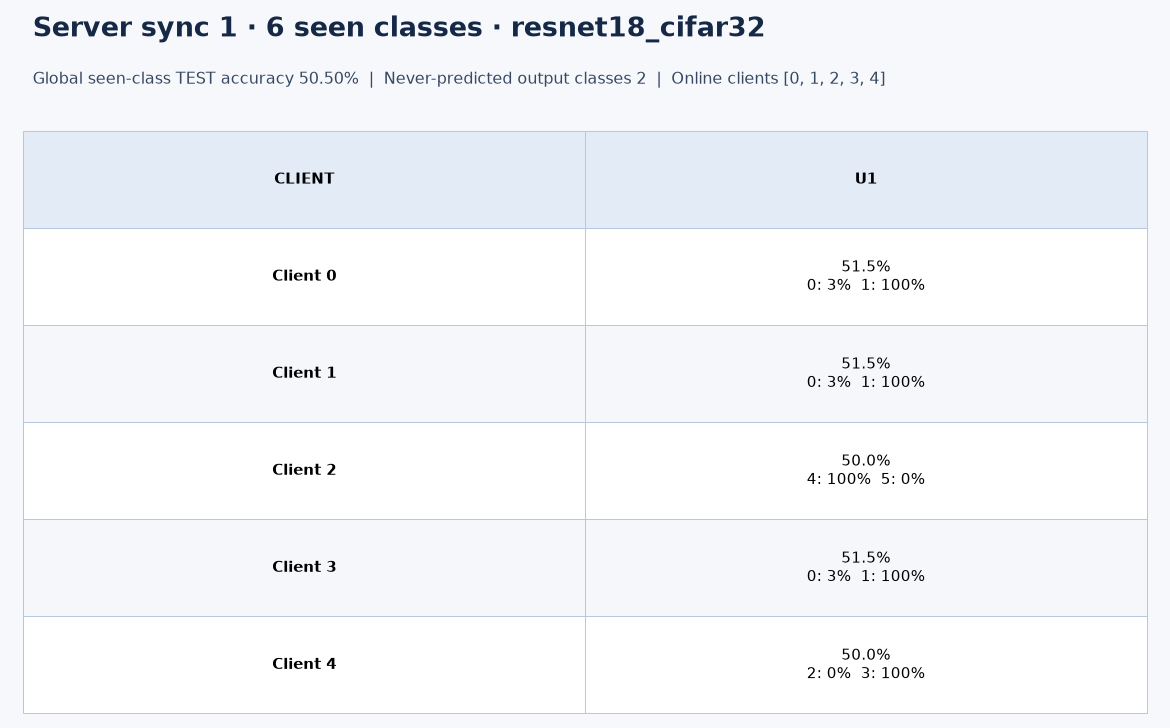 Server sync 1 · 6 seen classes · resnet18_cifar32
Global seen-class TEST accuracy 50.50%  |  Never-predicted output classes 2  |  Online clients [0, 1, 2, 3, 4]
CLIENT
U1
Client 0
51.5%
0: 3%  1: 100%
Client 1
51.5%
0: 3%  1: 100%
Client 2
50.0%
4: 100%  5: 0%
Client 3
51.5%
0: 3%  1: 100%
Client 4
50.0%
2: 0%  3: 100%